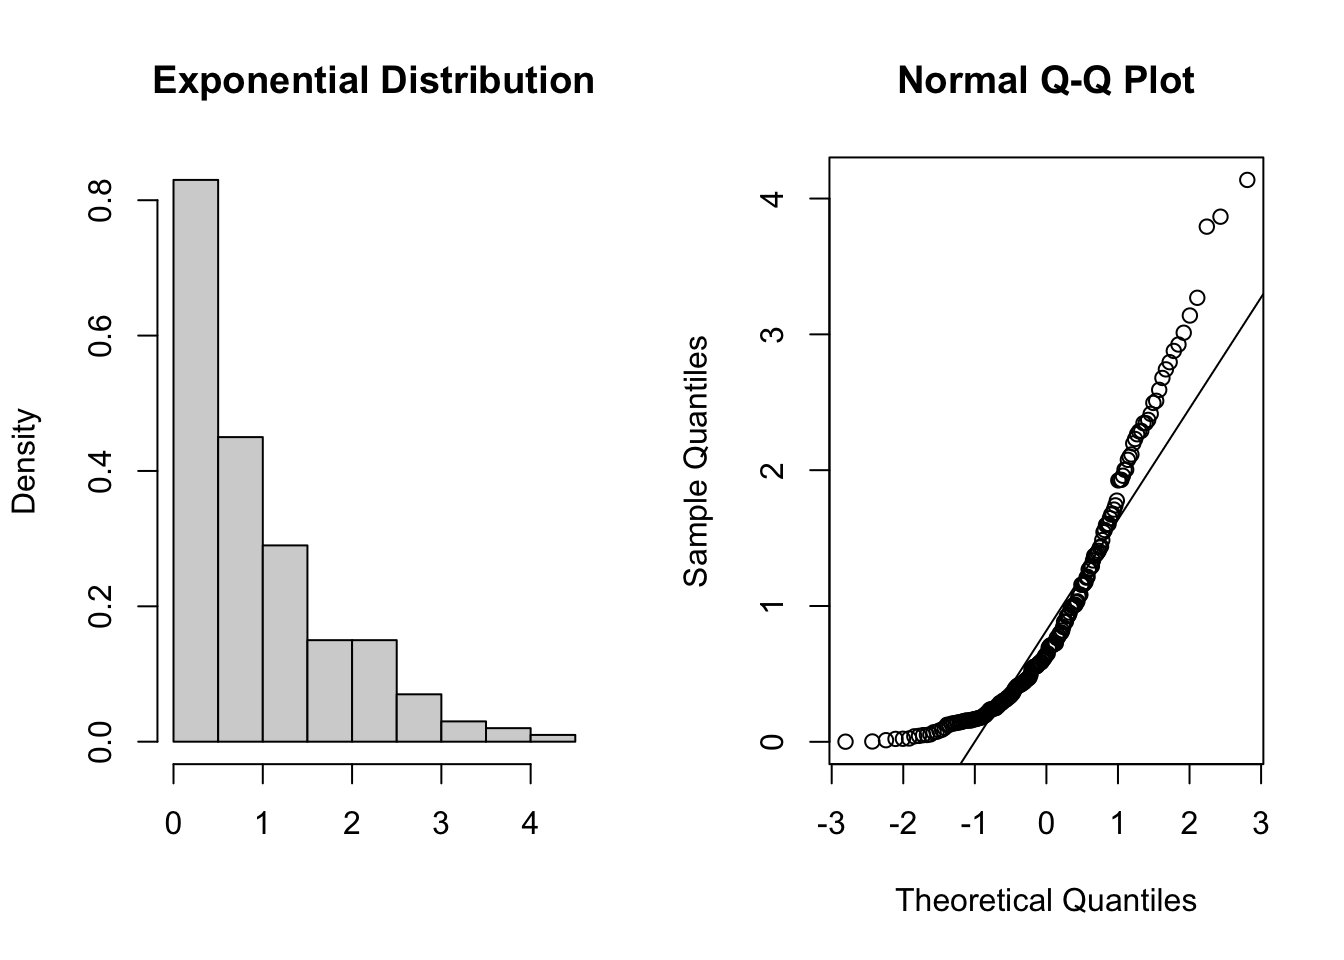 Exponential Distribution
Density
0.0 0.2 0.4 0.6 0.8
0 1 2 3 4
Normal Q-Q Plot
Sample Quantiles
0 1 2 3 4
-3 -2 -1 0 1 2 3
Theoretical Quantiles